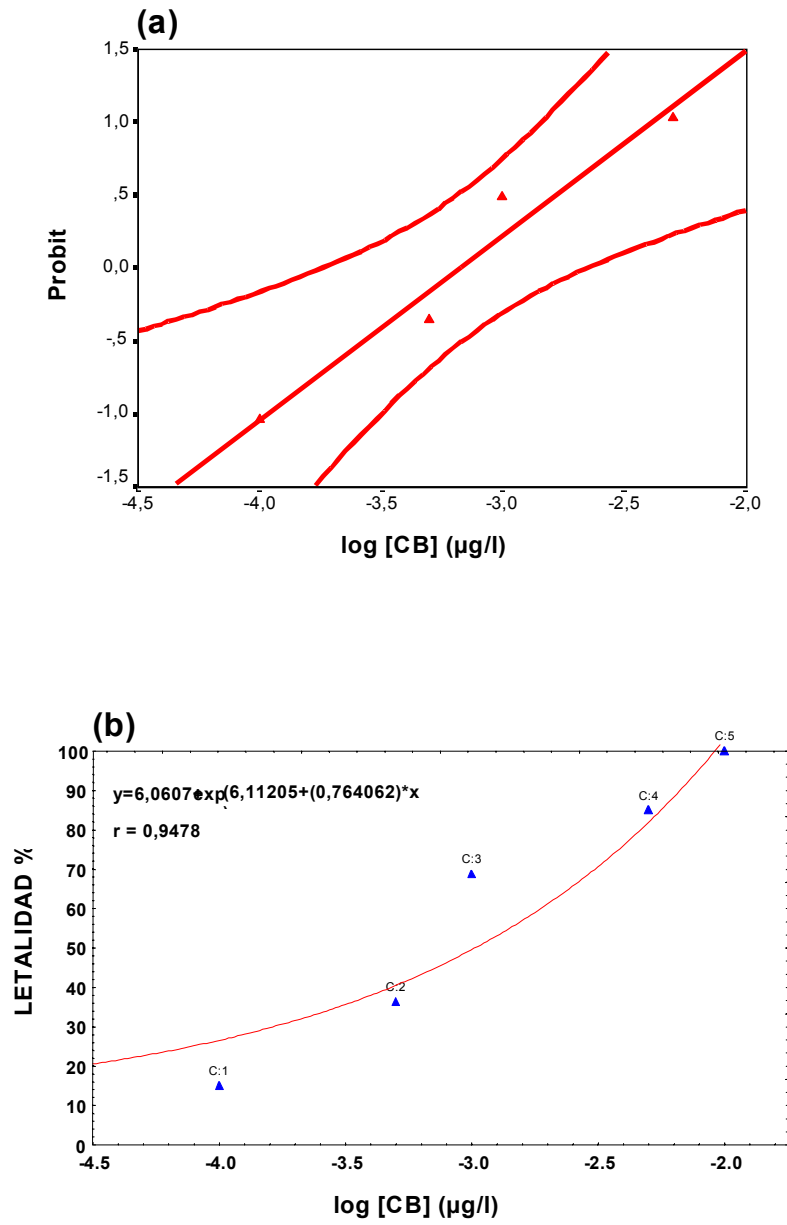 (a)
1,5
1,0
,5
0,0
-,5
-1,0
-1,5
Probit
-4,5 -4,0 -3,5 -3,0 -2,5 -2,0
log [CB] (µg/l)
(b)
C:5
100
90
80
70
60
50
40
30
20
10
0
LETALIDAD %
y=6,0607exp(6,11205+(0,764062)*x
r = 0,9478
C:4
C:3
C:2
C:1
-4.5 -4.0 -3.5 -3.0 -2.5 -2.0
log [CB] (µg/l)